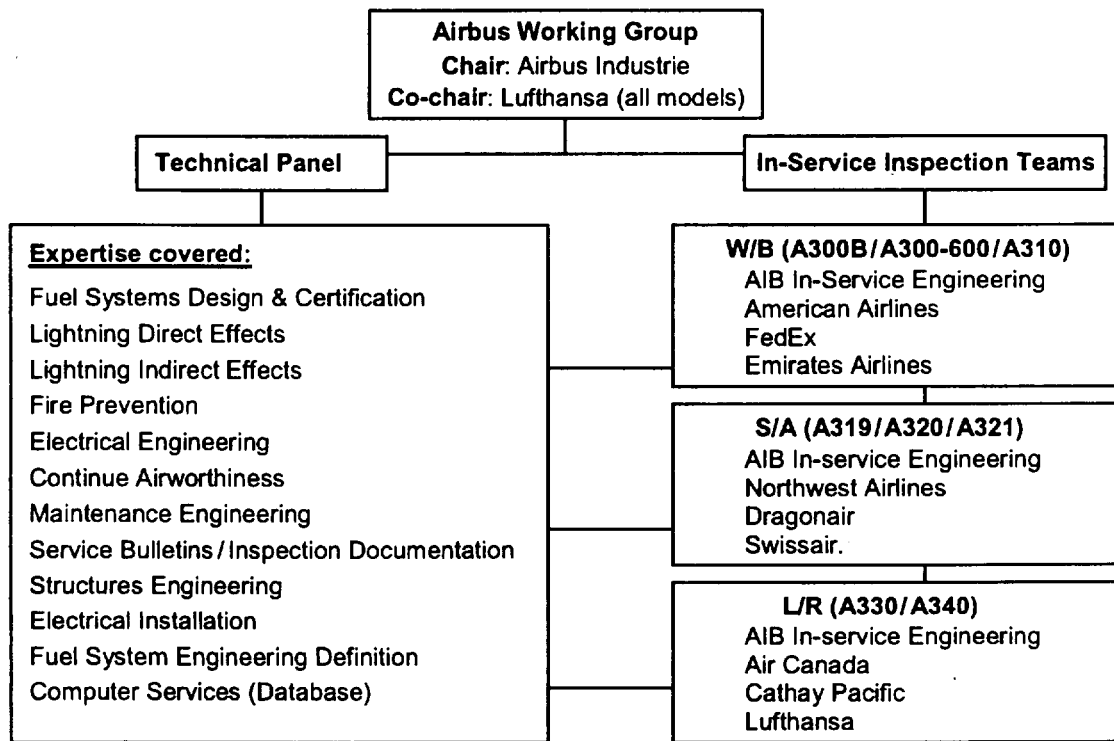 Airbus Working Group
Chair: Airbus Industrie
Co-chair: Lufthansa (all models)
Technical Panel
In-Service Inspection Teams
Expertise covered:
Fuel Systems Design & Certification
Lightning Direct Effects
Lightning Indirect Effects
Fire Prevention
Electrical Engineering
Continue Airworthiness
Maintenance Engineering
Service Bulletins/Inspection Documentation
Structures Engineering
Electrical Installation
Fuel System Engineering Definition
Computer Services (Database)
W/B (A300B/A300-600/A310)
AIB In-Service Engineering
American Airlines
FedEx
Emirates Airlines
S/A (A319/A320/A321)
AIB In-service Engineering
Northwest Airlines
Dragonair
Swissair.
L/R (A330/A340)
AIB In-service Engineering
Air Canada
Cathay Pacific
Lufthansa